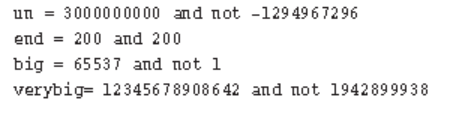 un = 3000000000 and not -1294967296
end = 200 and 200
big = 65537 and not 1
verybig= 12345678908642 and not 1942899938